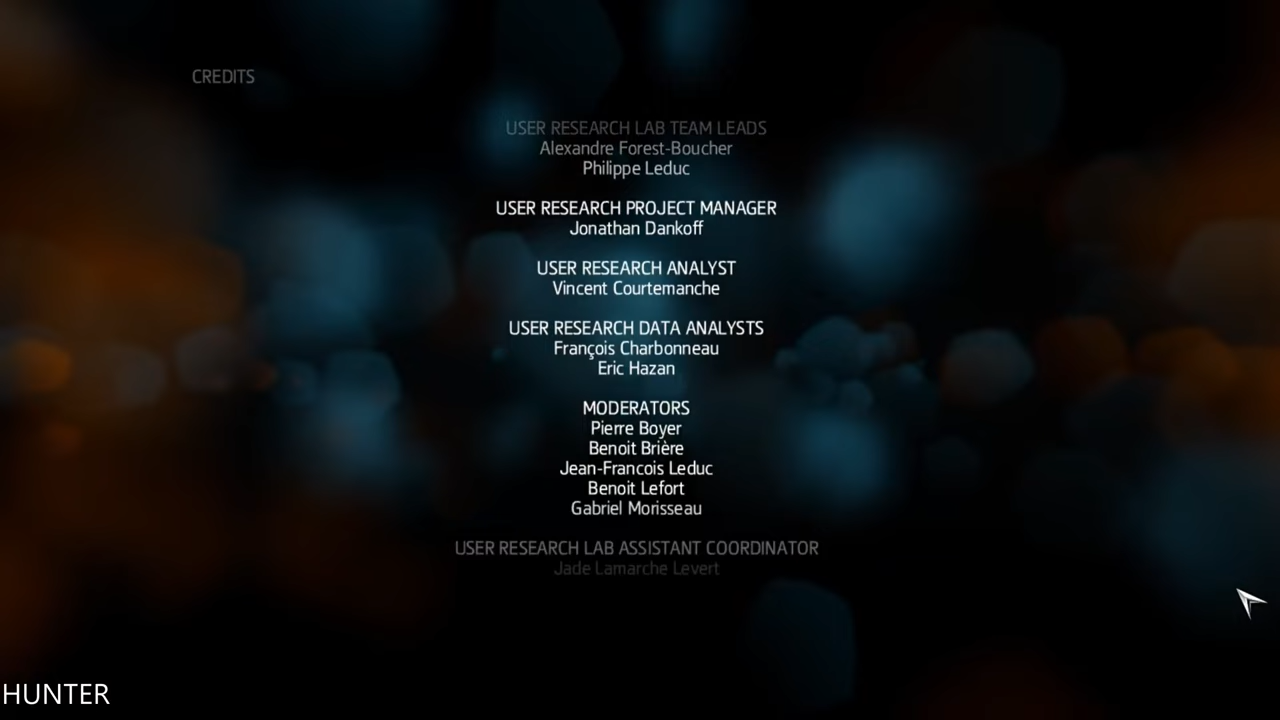 CREDITS
USER RESEARCH LAB TEAM LEADS
Alexandre Forest-Boucher
Philippe Leduc
USER RESEARCH PROJECT MANAGER
Jonathan Dankoff
USER RESEARCH ANALYST
Vincent Courtemanche
USER RESEARCH DATA ANALYSTS
François Charbonneau
Eric Hazan
MODERATORS
Pierre Boyer
Benoit Brière
Jean-Francois Leduc
Benoit Lefort
Gabriel Morisseau
USER RESEARCH LAB ASSISTANT COORDINATOR
Jade Lamarche Levert
HUNTER